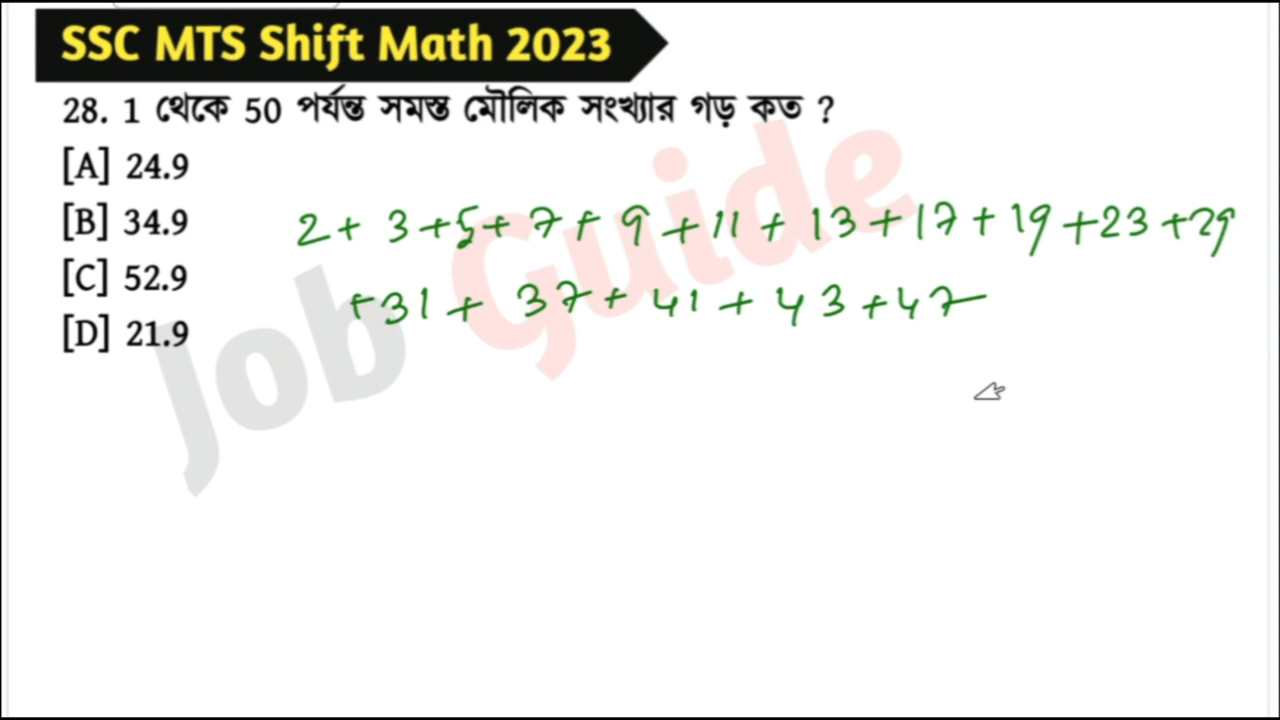 SSC MTS Shift Math 2023
28. 1 থেকে 50 পর্যন্ত সমস্ত মৌলিক সংখ্যার গড় কত ?
[A] 24.9
[B] 34.9
[C] 52.9
[D] 21.9
2 + 3 + 5 + 7 + 9 + 11 + 13 + 17 + 19 + 23 + 29
+ 31 + 37 + 41 + 43 + 47
Job Guide